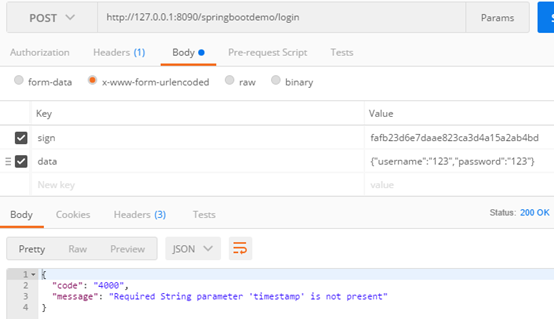 POST http://127.0.0.1:8090/springbootdemo/login Params
Authorization Headers (1) Body Pre-request Script Tests
form-data x-www-form-urlencoded raw binary
Key Value
sign fafb23d6e7daae823ca3d4a15a2ab4bd
data {"username":"123","password":"123"}
New key value
Body Cookies Headers (3) Tests Status: 200 OK
Pretty Raw Preview JSON
1 {
2 "code": "4000",
3 "message": "Required String parameter 'timestamp' is not present"
4 }